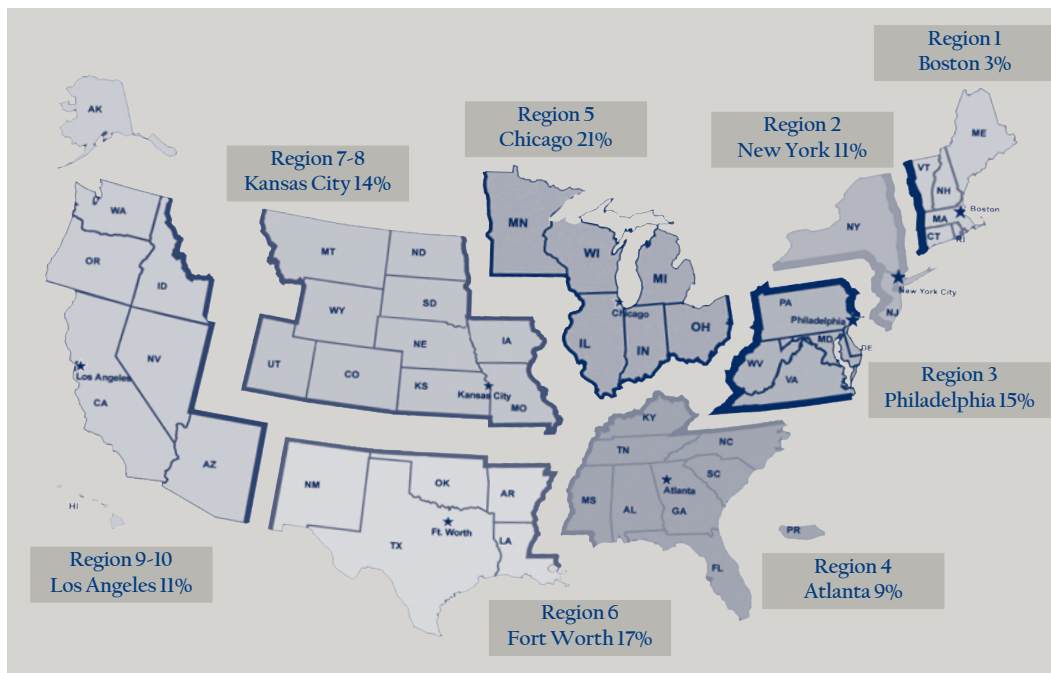 Region 1
Boston 3%
Region 5
Chicago 21%
Region 2
New York 11%
Region 7-8
Kansas City 14%
AK
ME
VT
NH
MA
Boston
CT
RI
NY
New York City
NJ
WA
OR
ID
MT
ND
MN
WI
MI
SD
WY
Chicago
PA
Philadelphia
NE
IA
IL
IN
OH
MD
DE
WV
VA
NV
UT
CO
KS
Kansas City
MO
Los Angeles
CA
Region 3
Philadelphia 15%
KY
TN
NC
SC
AZ
NM
OK
AR
MS
AL
Atlanta
GA
HI
Ft. Worth
TX
LA
PR
FL
Region 9-10
Los Angeles 11%
Region 4
Atlanta 9%
Region 6
Fort Worth 17%